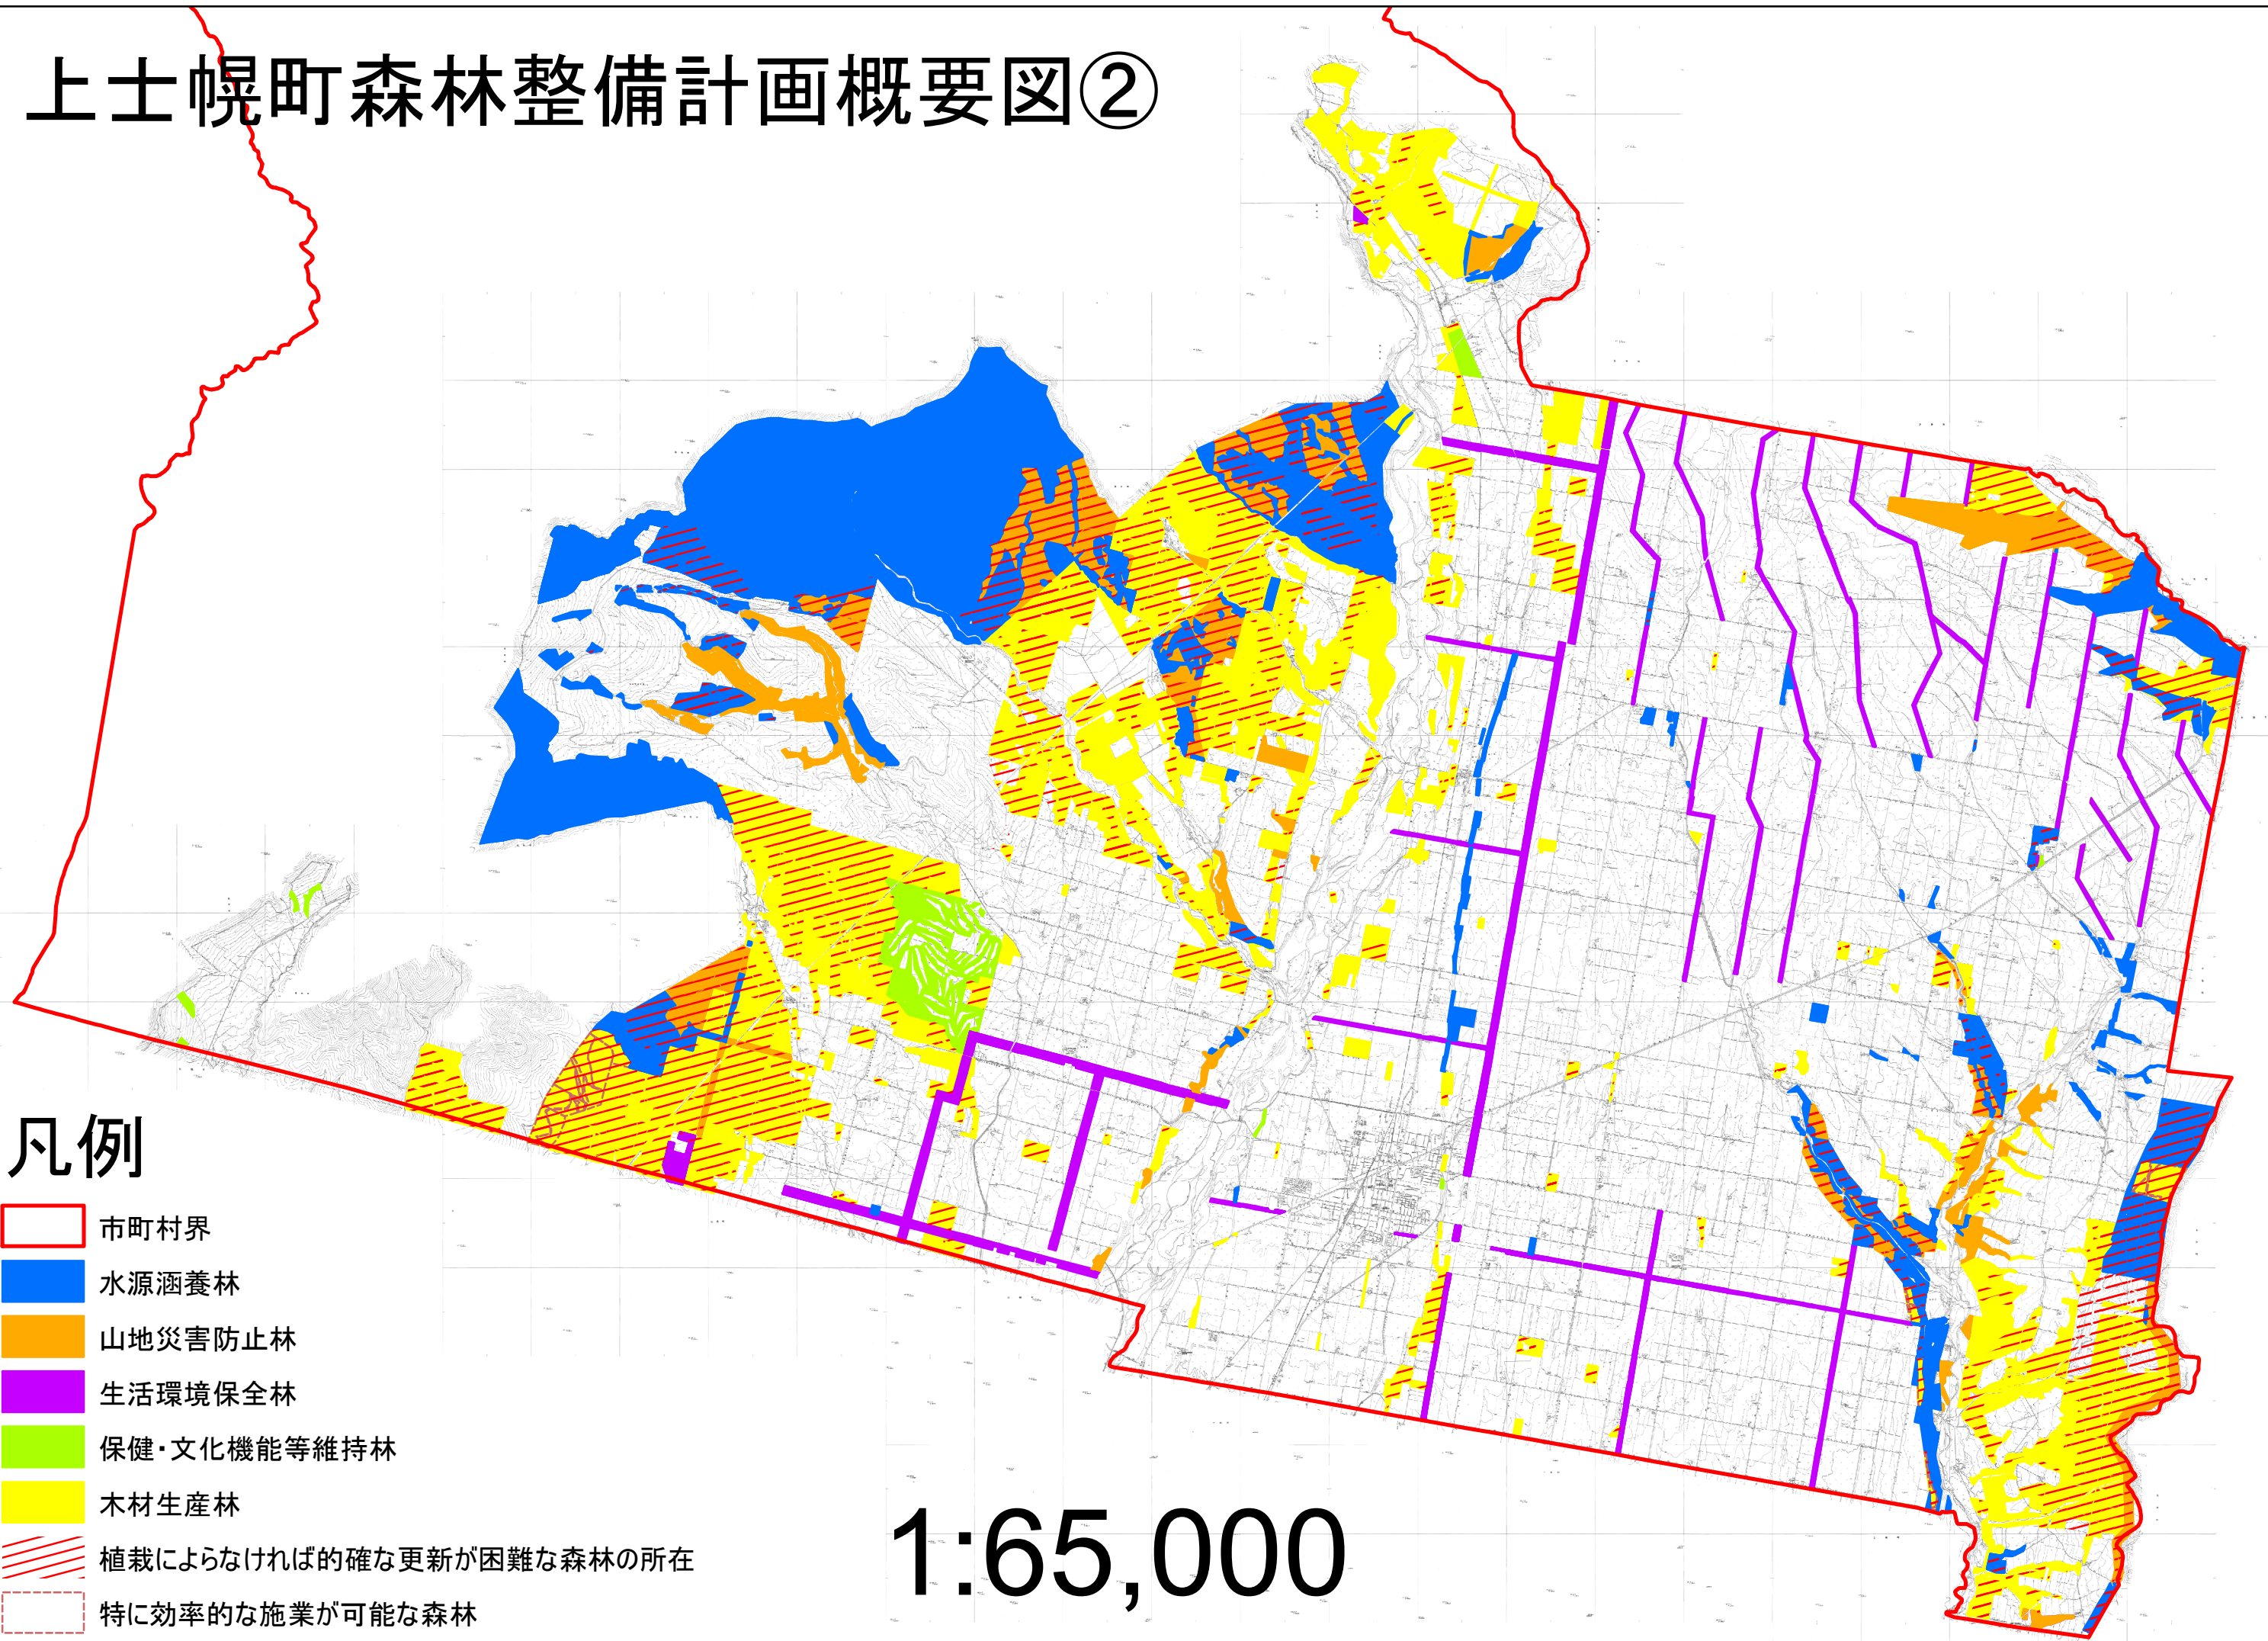 上士幌町森林整備計画概要図②
凡例
市町村界
水源涵養林
山地災害防止林
生活環境保全林
保健・文化機能等維持林
木材生産林
植栽によらなければ的確な更新が困難な森林の所在
特に効率的な施業が可能な森林
1:65,000